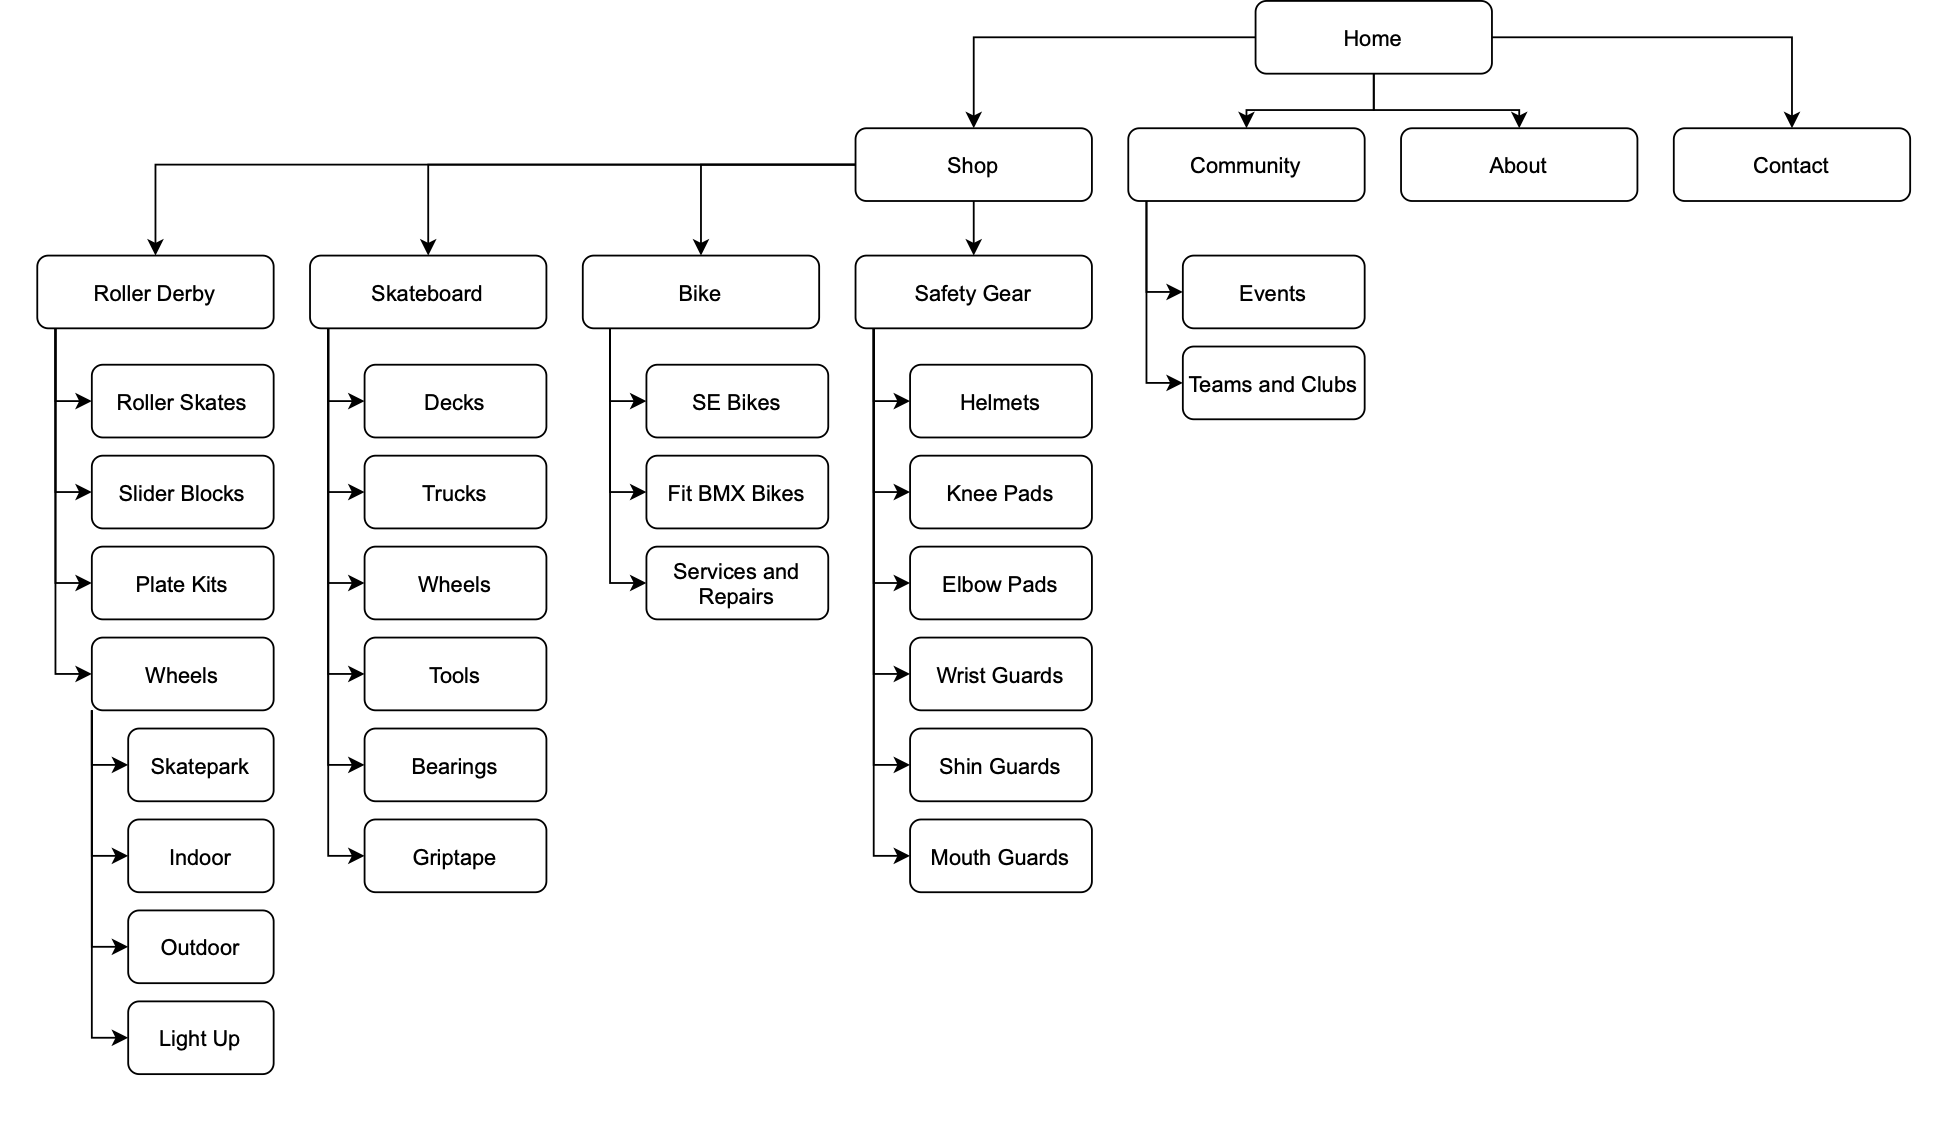 Home
Shop
Community
About
Contact
Roller Derby
Skateboard
Bike
Safety Gear
Events
Teams and Clubs
Roller Skates
Slider Blocks
Plate Kits
Wheels
Skatepark
Indoor
Outdoor
Light Up
Decks
Trucks
Wheels
Tools
Bearings
Griptape
SE Bikes
Fit BMX Bikes
Services and
Repairs
Helmets
Knee Pads
Elbow Pads
Wrist Guards
Shin Guards
Mouth Guards